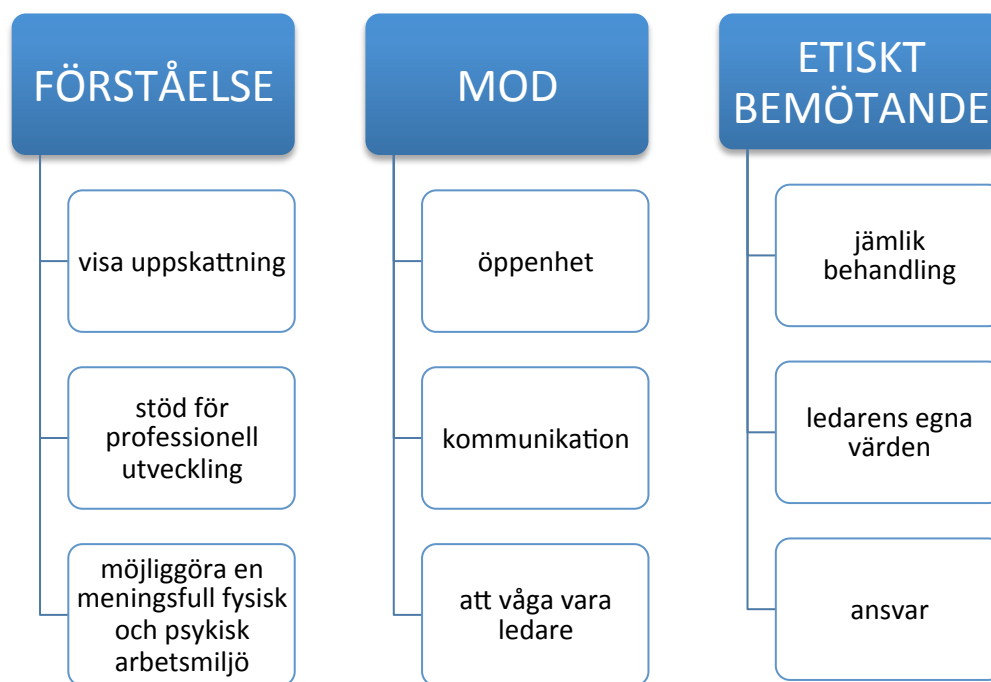 FÖRSTÅELSE
visa uppskattning
stöd för
professionell
utveckling
möjliggöra en
meningsfull fysisk
och psykisk
arbetsmiljö
MOD
öppenhet
kommunikation
att våga vara
ledare
ETISKT
BEMÖTANDE
jämlik
behandling
ledarens egna
värden
ansvar